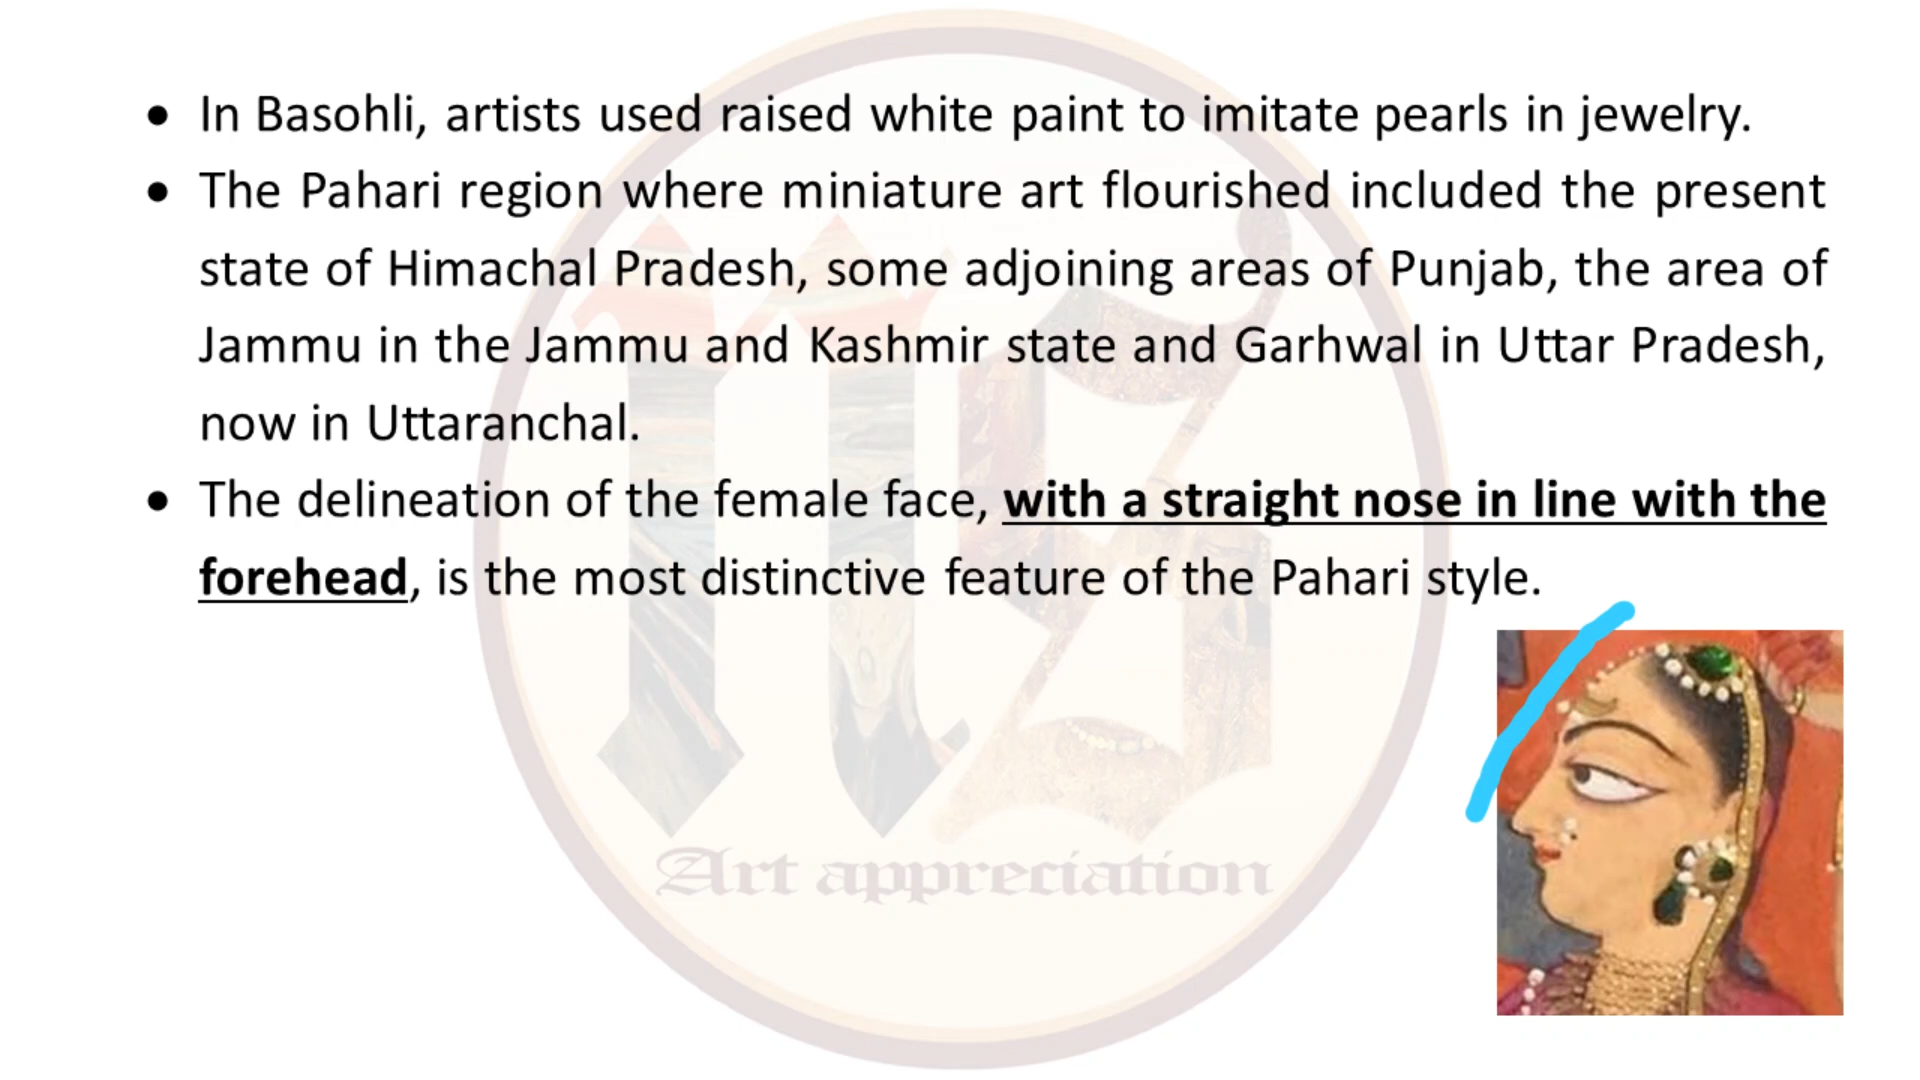 • In Basohli, artists used raised white paint to imitate pearls in jewelry.
• The Pahari region where miniature art flourished included the present
state of Himachal Pradesh, some adjoining areas of Punjab, the area of
Jammu in the Jammu and Kashmir state and Garhwal in Uttar Pradesh,
now in Uttaranchal.
• The delineation of the female face, with a straight nose in line with the
forehead, is the most distinctive feature of the Pahari style.
Art appreciation